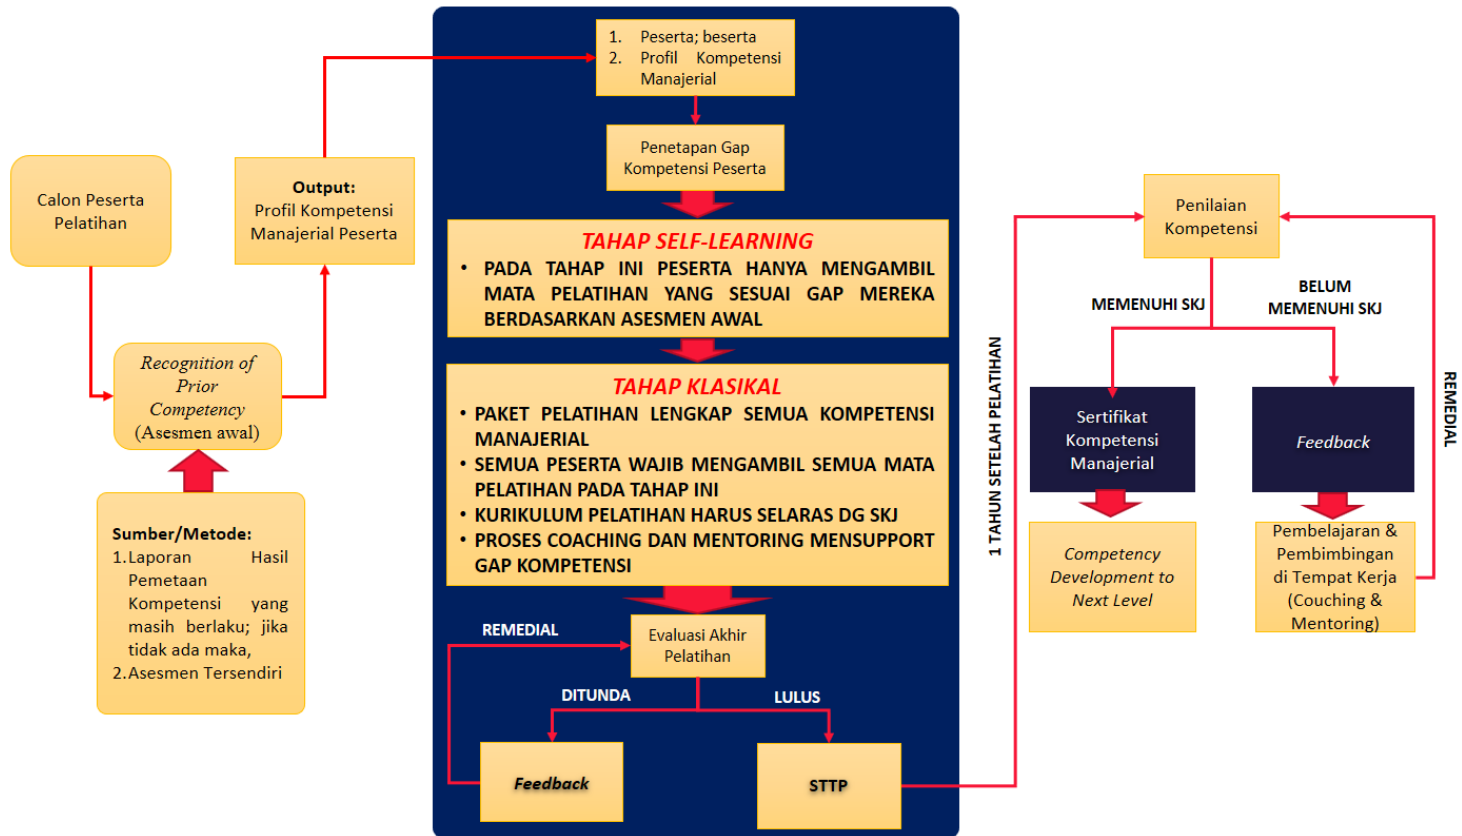 Calon Peserta
Pelatihan
Recognition of
Prior
Competency
(Asesmen awal)
Sumber/Metode:
1.Laporan Hasil
Pemetaan
Kompetensi yang
masih berlaku; jika
tidak ada maka,
2.Asesmen Tersendiri
Output:
Profil Kompetensi
Manajerial Peserta
1. Peserta; beserta
2. Profil Kompetensi
Manajerial
Penetapan Gap
Kompetensi Peserta
TAHAP SELF-LEARNING
• PADA TAHAP INI PESERTA HANYA MENGAMBIL
MATA PELATIHAN YANG SESUAI GAP MEREKA
BERDASARKAN ASESMEN AWAL
TAHAP KLASIKAL
• PAKET PELATIHAN LENGKAP SEMUA KOMPETENSI
MANAJERIAL
• SEMUA PESERTA WAJIB MENGAMBIL SEMUA MATA
PELATIHAN PADA TAHAP INI
• KURIKULUM PELATIHAN HARUS SELARAS DG SKJ
• PROSES COACHING DAN MENTORING MENSUPPORT
GAP KOMPETENSI
Evaluasi Akhir
Pelatihan
REMEDIAL
DITUNDA
LULUS
Feedback
STTP
1 TAHUN SETELAH PELATIHAN
Penilaian
Kompetensi
MEMENUHI SKJ
BELUM
MEMENUHI SKJ
Sertifikat
Kompetensi
Manajerial
Feedback
REMEDIAL
Competency
Development to
Next Level
Pembelajaran &
Pembimbingan
di Tempat Kerja
(Couching &
Mentoring)